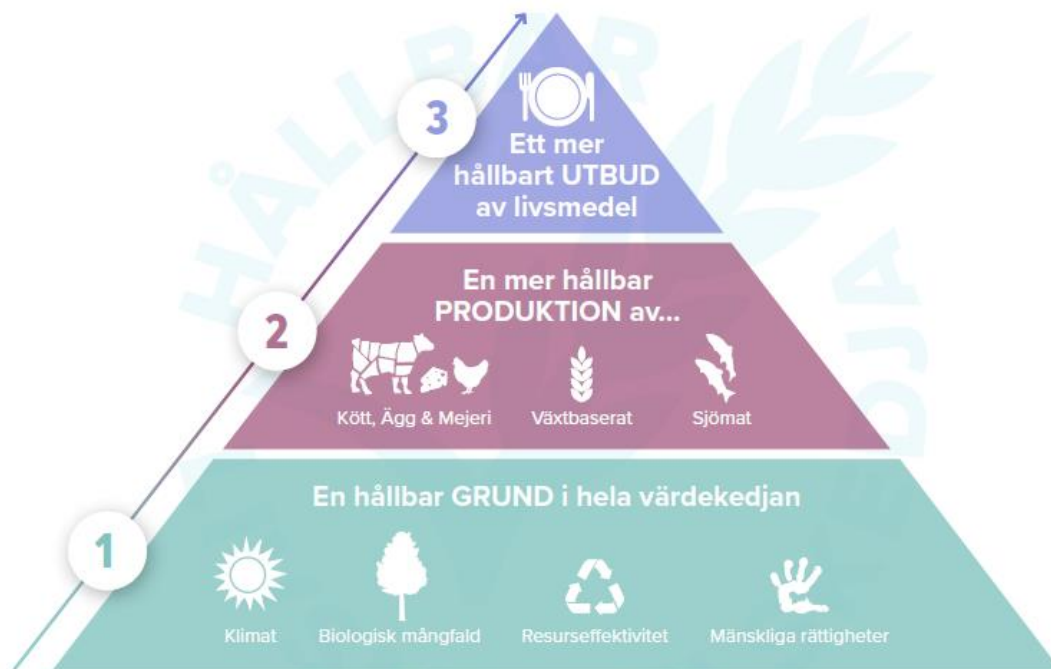 3
Ett mer
hållbart UTBUD
av livsmedel
2
En mer hållbar
PRODUKTION av...
Kött, Ägg & Mejeri
Växtbaserat
Sjömat
1
En hållbar GRUND i hela värdekedjan
Klimat
Biologisk mångfald
Resurseffektivitet
Mänskliga rättigheter